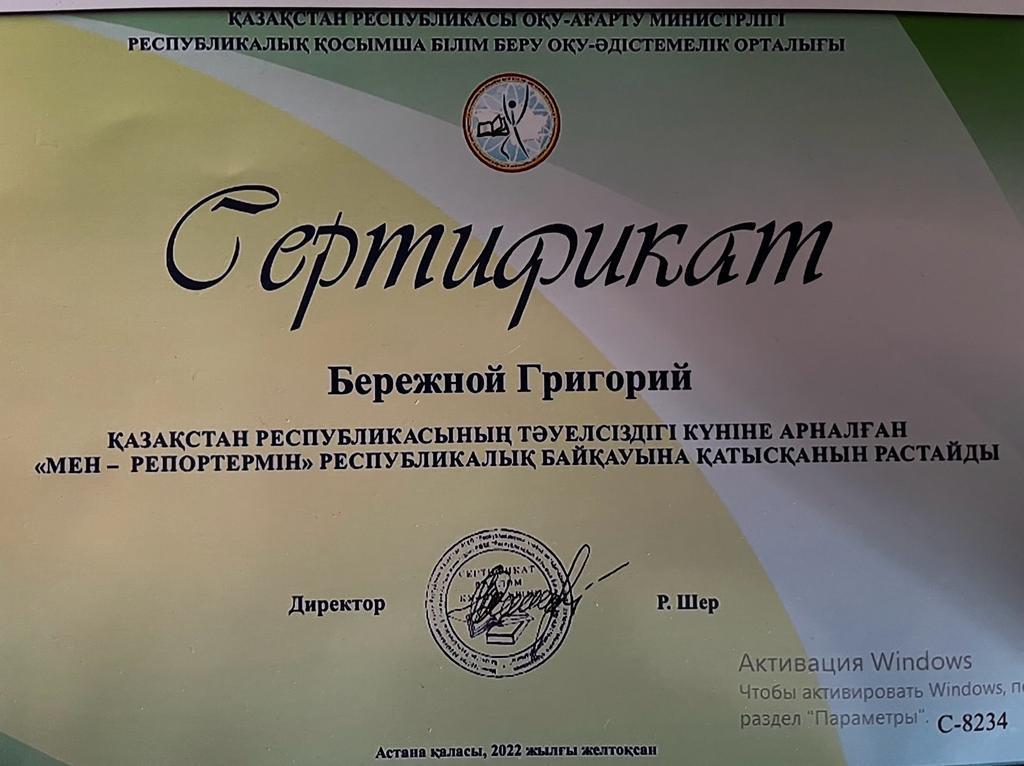 ҚАЗАҚСТАН РЕСПУБЛИКАСЫ ОҚУ-АҒАРТУ МИНИСТРЛІГІ
РЕСПУБЛИКАЛЫҚ ҚОСЫМША БІЛІМ БЕРУ ОҚУ-ӘДІСТЕМЕЛІК ОРТАЛЫҒЫ
Сертификат
Бережной Григорий
ҚАЗАҚСТАН РЕСПУБЛИКАСЫНЫҢ ТӘУЕЛСІЗДІГІ КҮНІНЕ АРНАЛҒАН
«МЕН – РЕПОРТЕРМІН» РЕСПУБЛИКАЛЫҚ БАЙҚАУЫНА ҚАТЫСҚАНЫН РАСТАЙДЫ
СЕРТИФИКАТ
Директор
Р. Шер
Активация Windows
Чтобы активировать Windows,
раздел "Параметры".
С-8234
Астана қаласы, 2022 жылғы желтоқсан